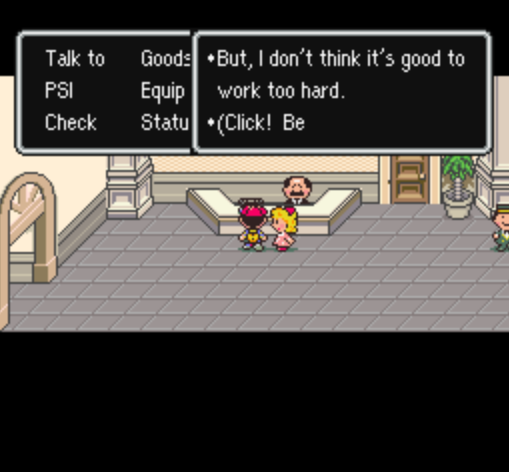 Talk to Goods
PSI Equip
Check Statu
•But, I don't think it's good to
work too hard.
•(Click! Be